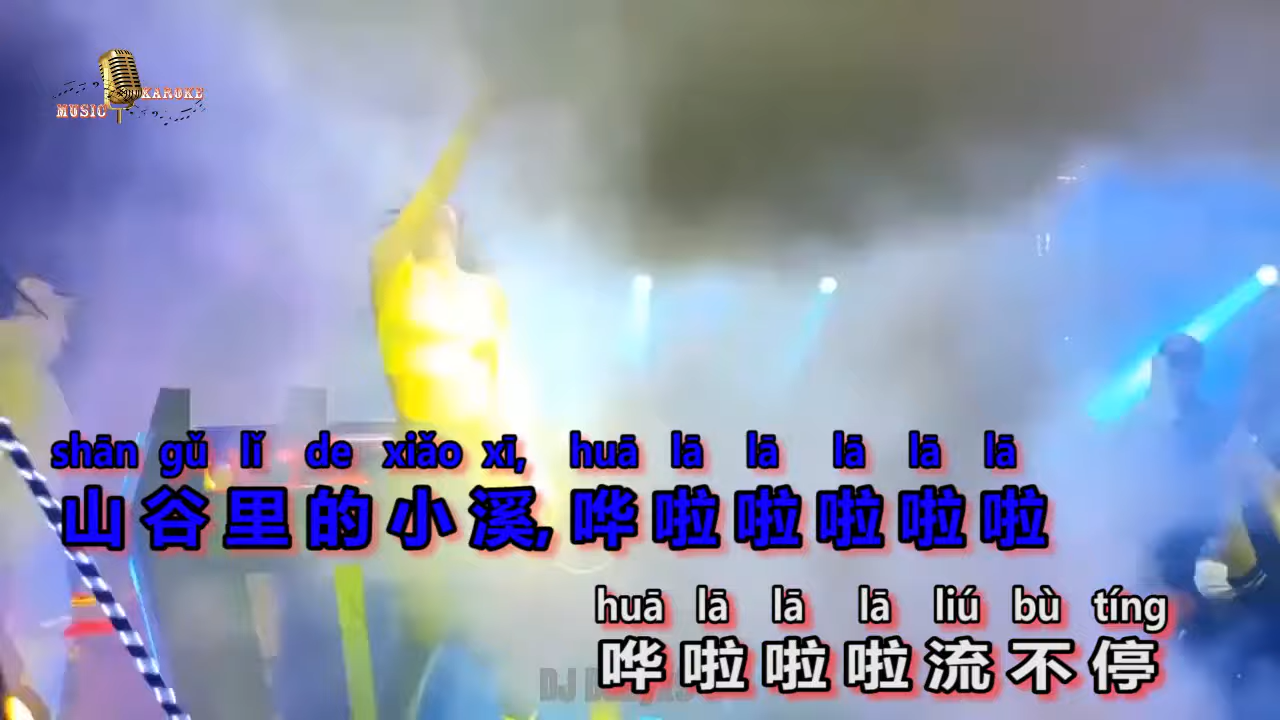 KARAOKE
MUSIC
shān gǔ lǐ de xiǎo xī, huā lā lā lā lā lā
山谷里的小溪,哗啦啦啦啦啦
huā lā lā lā liú bù tíng
哗啦啦啦流不停
DJ